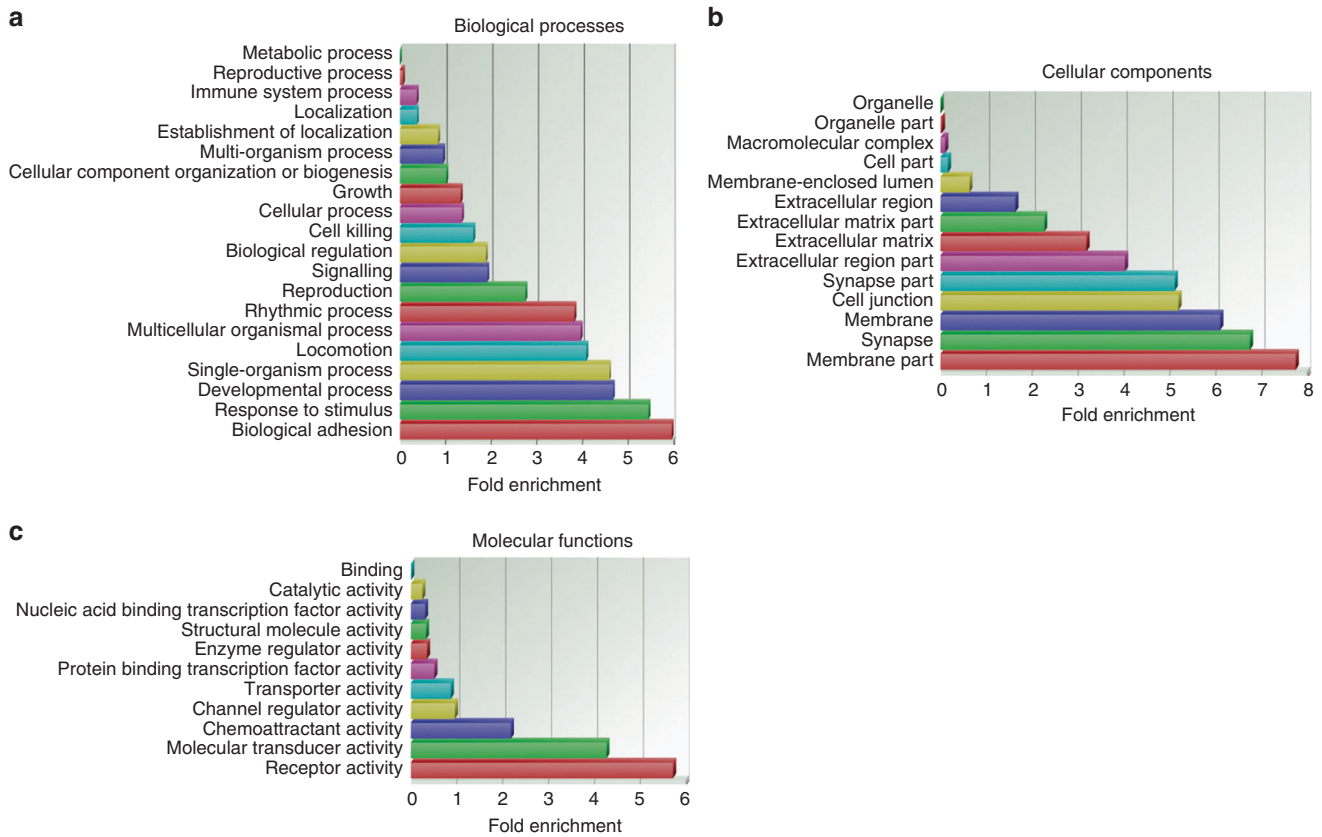 a
Biological processes
Metabolic process
Reproductive process
Immune system process
Localization
Establishment of localization
Multi-organism process
Cellular component organization or biogenesis
Growth
Cellular process
Cell killing
Biological regulation
Signalling
Reproduction
Rhythmic process
Multicellular organismal process
Locomotion
Single-organism process
Developmental process
Response to stimulus
Biological adhesion
0 1 2 3 4 5 6
Fold enrichment
b
Cellular components
Organelle
Organelle part
Macromolecular complex
Cell part
Membrane-enclosed lumen
Extracellular region
Extracellular matrix part
Extracellular matrix
Extracellular region part
Synapse part
Cell junction
Membrane
Synapse
Membrane part
0 1 2 3 4 5 6 7 8
Fold enrichment
c
Molecular functions
Binding
Catalytic activity
Nucleic acid binding transcription factor activity
Structural molecule activity
Enzyme regulator activity
Protein binding transcription factor activity
Transporter activity
Channel regulator activity
Chemoattractant activity
Molecular transducer activity
Receptor activity
0 1 2 3 4 5 6
Fold enrichment